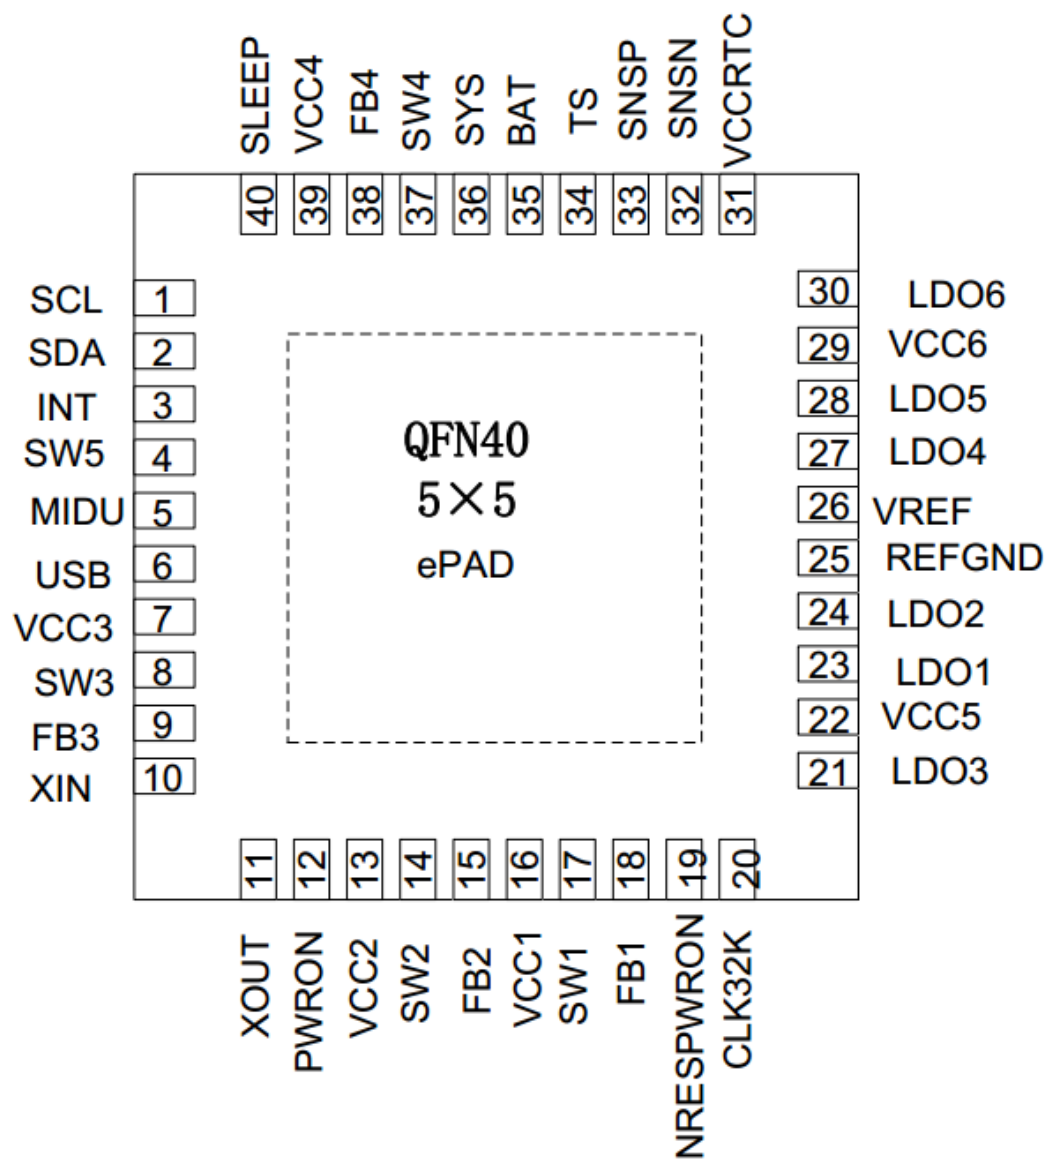 SLEEP
VCC4
FB4
SW4
SYS
BAT
TS
SNSP
SNSN
VCCRTC
40
39
38
37
36
35
34
33
32
31
SCL 1
SDA 2
INT 3
SW5 4
MIDU 5
USB 6
VCC3 7
SW3 8
FB3 9
XIN 10
QFN40
5×5
ePAD
30 LDO6
29 VCC6
28 LDO5
27 LDO4
26 VREF
25 REFGND
24 LDO2
23 LDO1
22 VCC5
21 LDO3
11
12
13
14
15
16
17
18
19
20
XOUT
PWRON
VCC2
SW2
FB2
VCC1
SW1
FB1
NRESPWRON
CLK32K